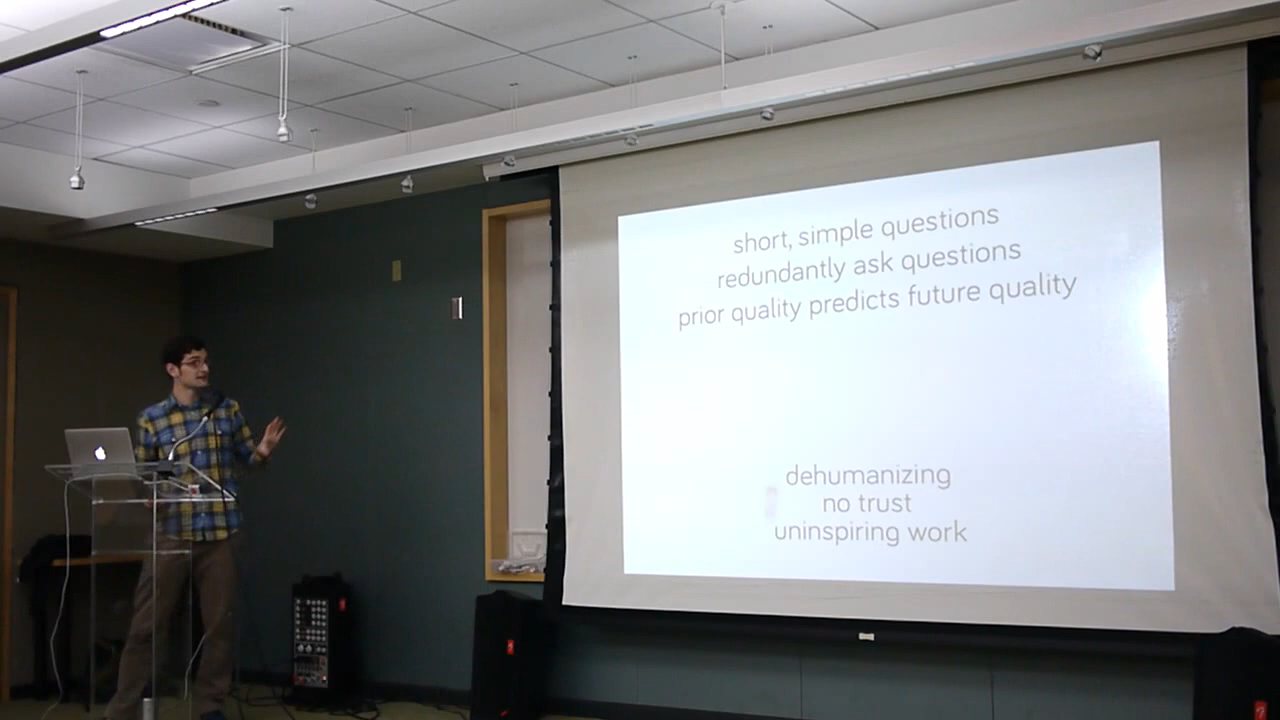 short, simple questions
redundantly ask questions
prior quality predicts future quality
dehumanizing
no trust
uninspiring work